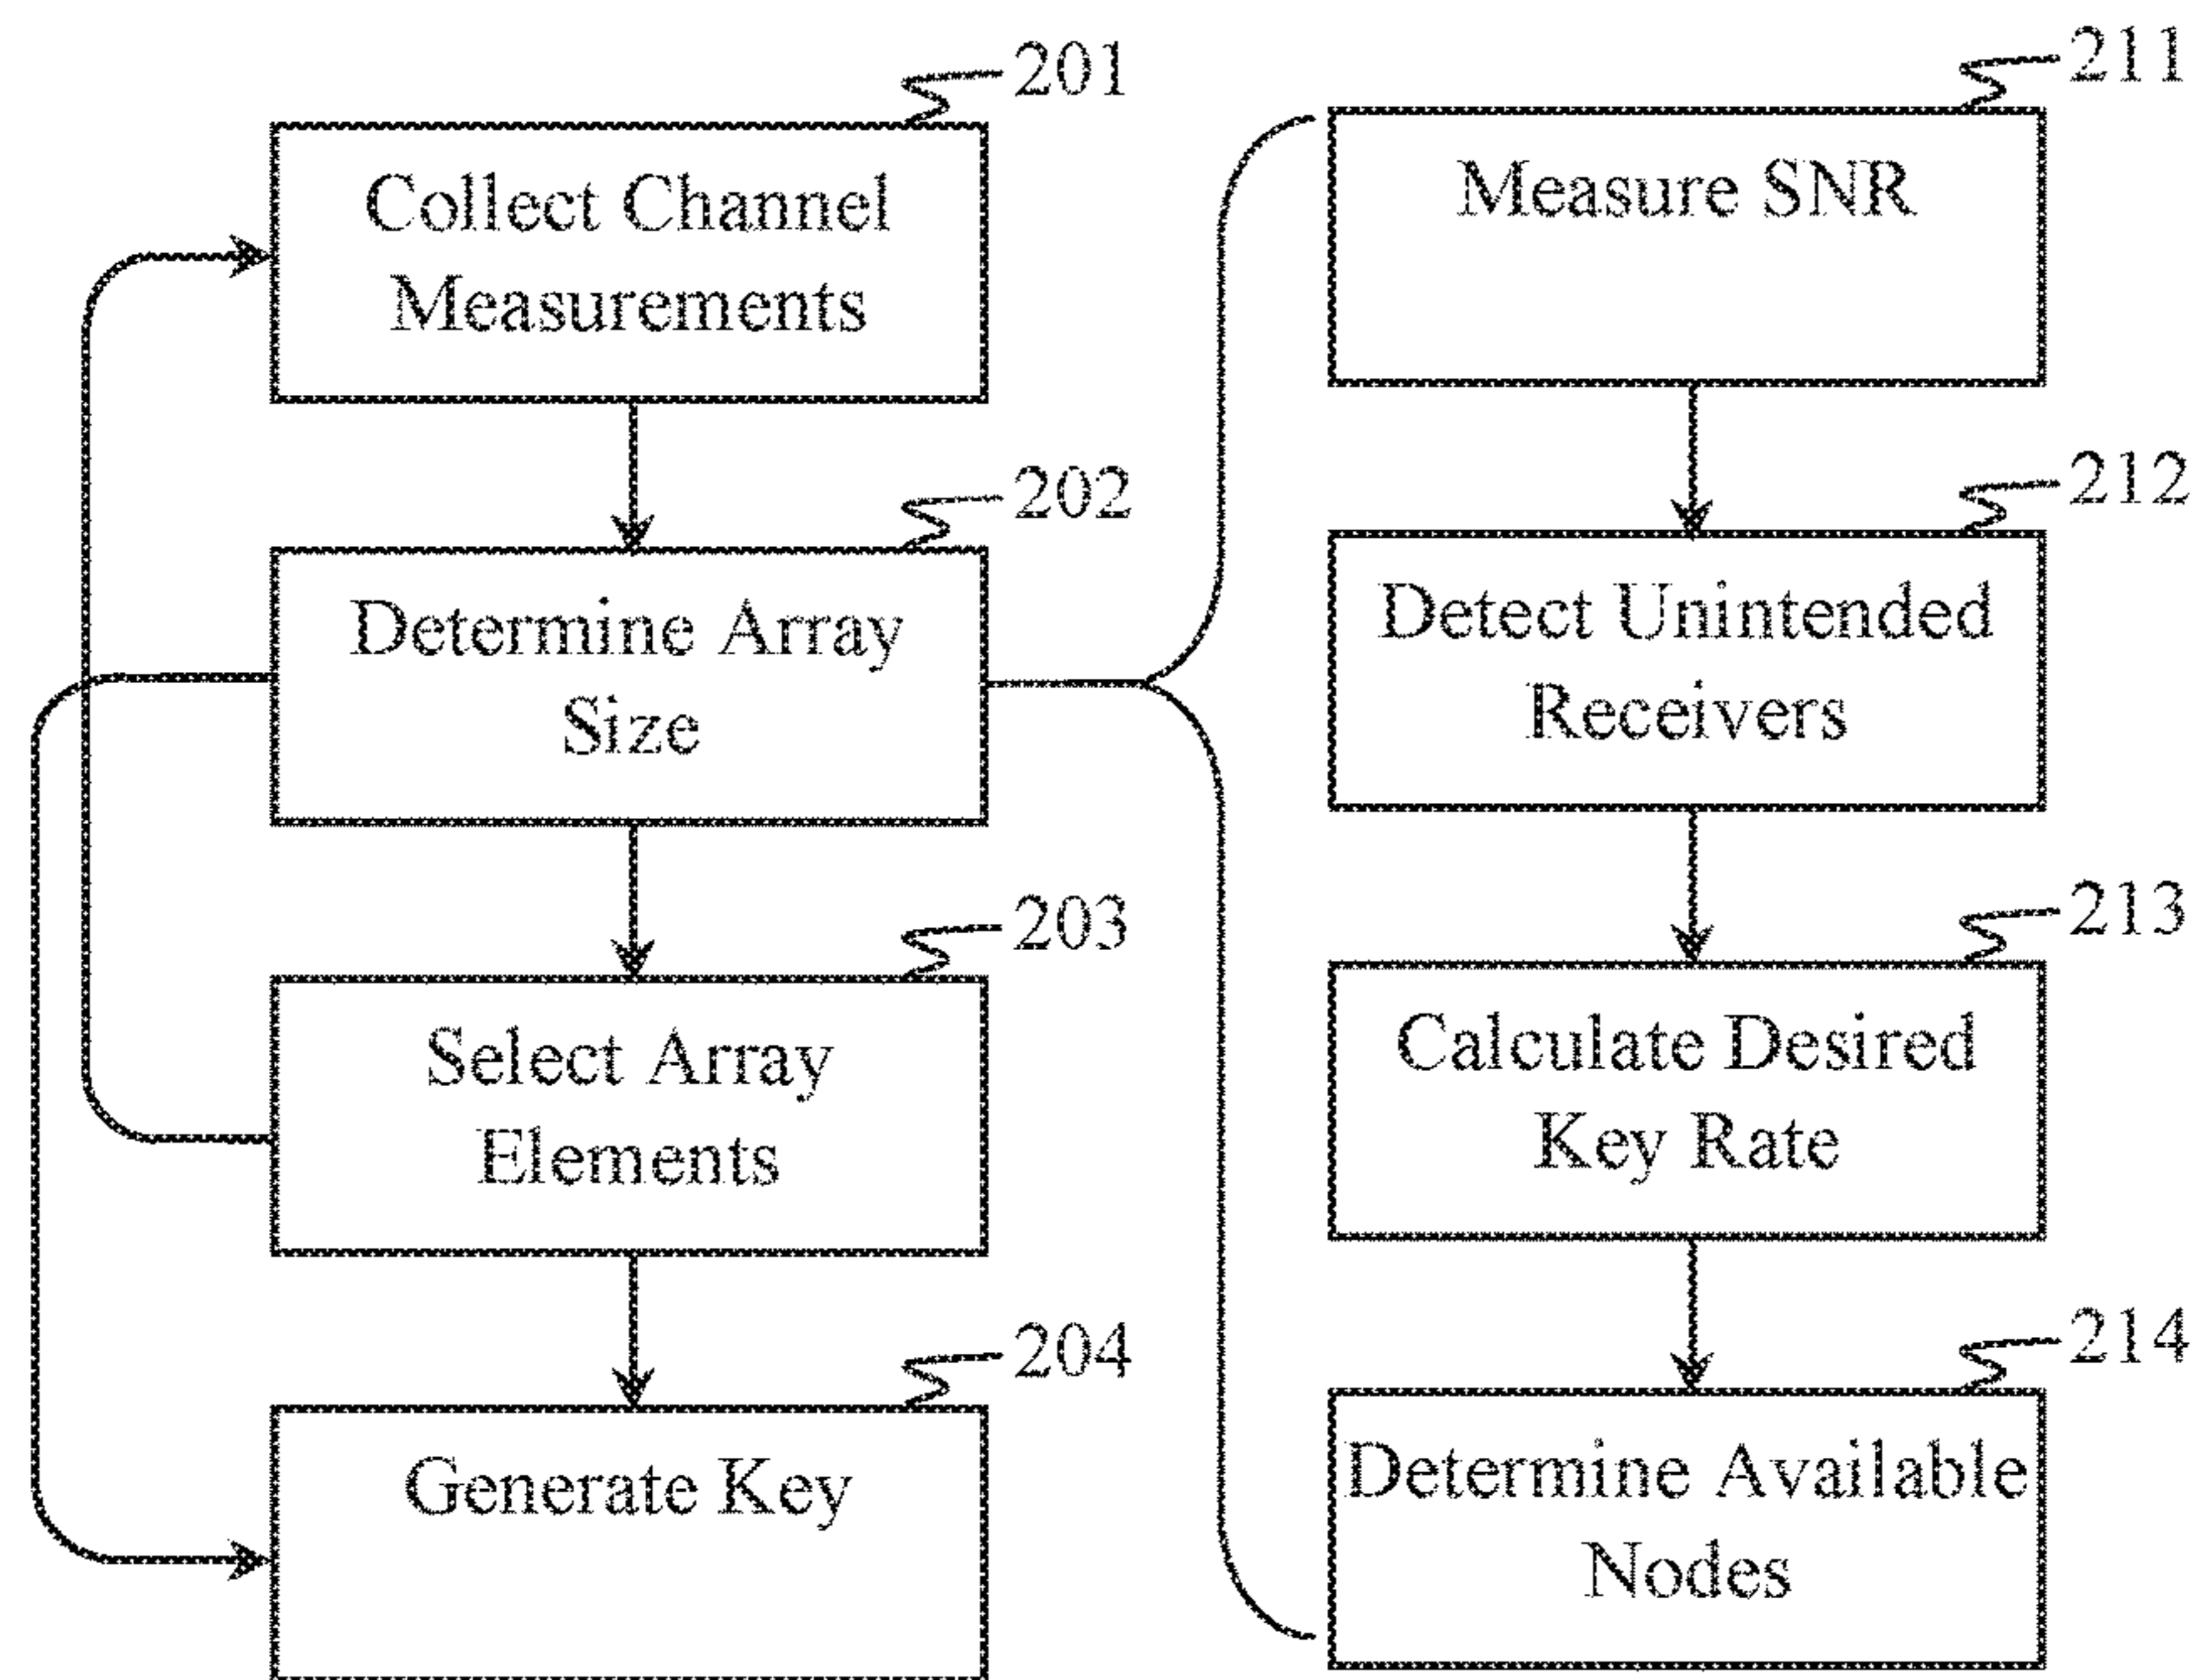 201
Collect Channel
Measurements
202
Determine Array
Size
203
Select Array
Elements
204
Generate Key
211
Measure SNR
212
Detect Unintended
Receivers
213
Calculate Desired
Key Rate
214
Determine Available
Nodes